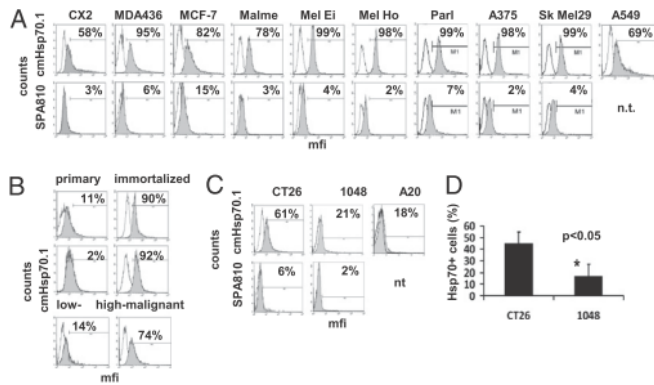 A
CX2 MDA436 MCF-7 Malme Mel Ei Mel Ho Parl A375 Sk Mel29 A549
counts
cmHsp70.1
58% 95% 82% 78% 99% 98% 99% 98% 99% 69%
M1 M1 M1
SPA810
3% 6% 15% 3% 4% 2% 7% 2% 4% n.t.
M1 M1 M1
mfi
B
primary immortalized
counts
cmHsp70.1
11% 90%
2% 92%
low- high-malignant
14% 74%
mfi
C
CT26 1048 A20
counts
cmHsp70.1
61% 21% 18%
SPA810
6% 2% nt
mfi
D
Hsp70+ cells (%)
60
50
40
30
20
10
0
p<0.05
*
CT26 1048